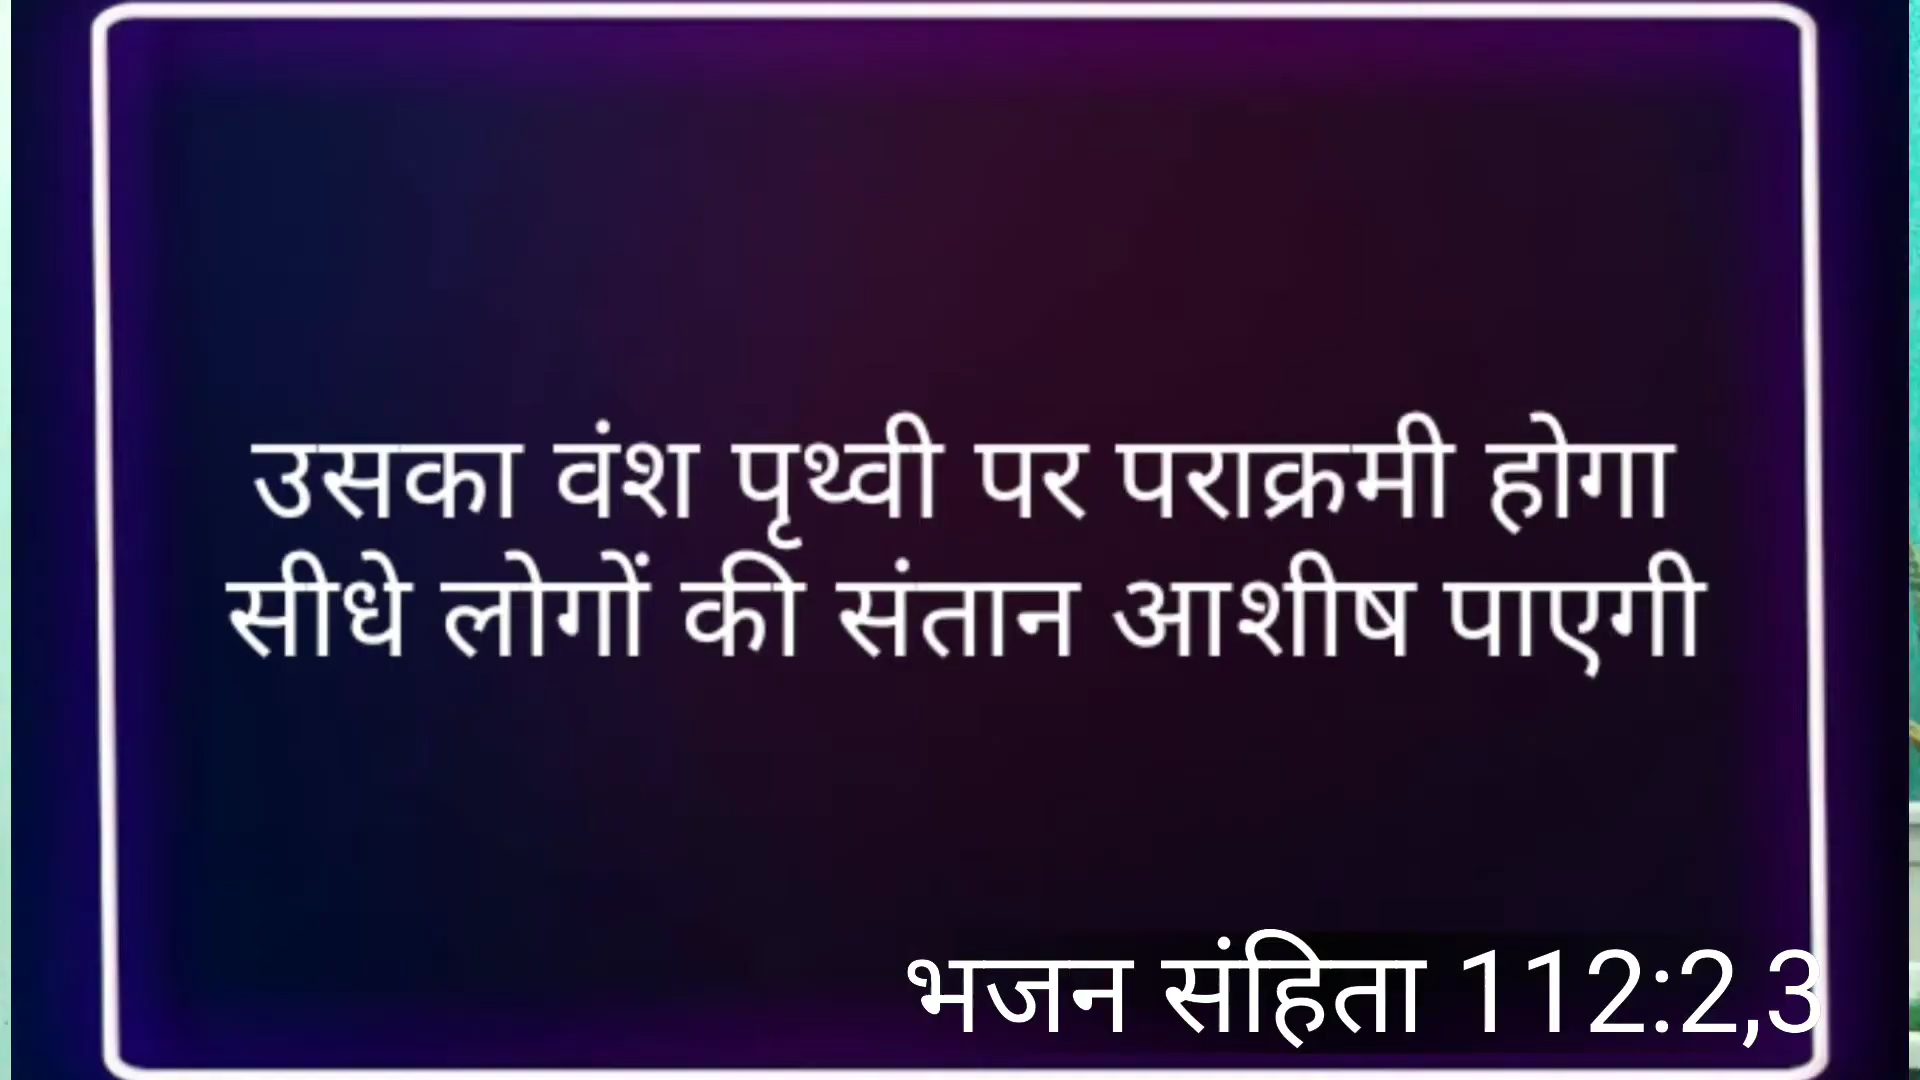 उसका वंश पृथ्वी पर पराक्रमी होगा
सीधे लोगों की संतान आशीष पाएगी
भजन संहिता 112:2,3